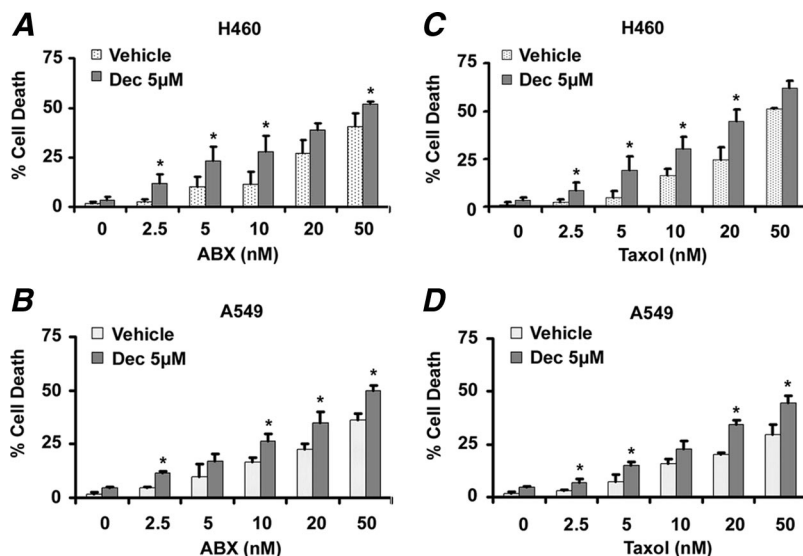 A
H460
75
50
25
0
% Cell Death
Vehicle
Dec 5µM
* * * *
0 2.5 5 10 20 50
ABX (nM)
C
H460
75
50
25
0
% Cell Death
Vehicle
Dec 5µM
* * * *
0 2.5 5 10 20 50
Taxol (nM)
B
A549
75
50
25
0
% Cell Death
Vehicle
Dec 5µM
* * * *
0 2.5 5 10 20 50
ABX (nM)
D
A549
75
50
25
0
% Cell Death
Vehicle
Dec 5µM
* * * *
0 2.5 5 10 20 50
Taxol (nM)